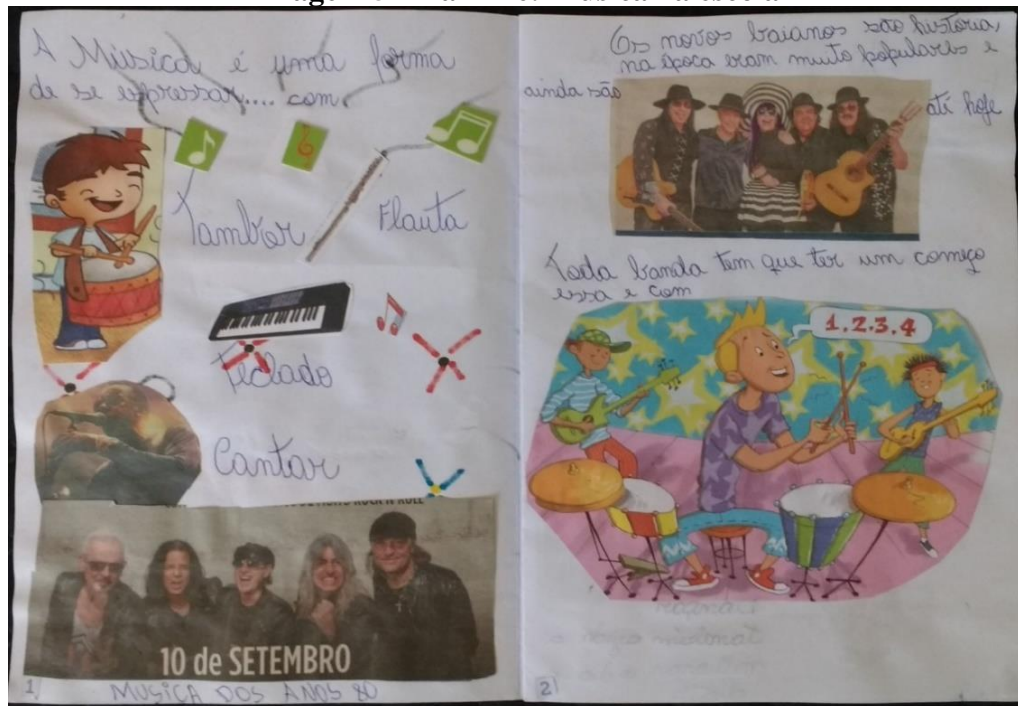 A Música é uma forma
de se expressar.... com
Tambor
Flauta
Teclado
Cantar
10 de SETEMBRO
1
MUSICA DOS ANOS 80
Os novos baianos são história,
na época eram muito populares e
ainda são até hoje
Toda banda tem que ter um começo
essa e com
1.2.3.4
2